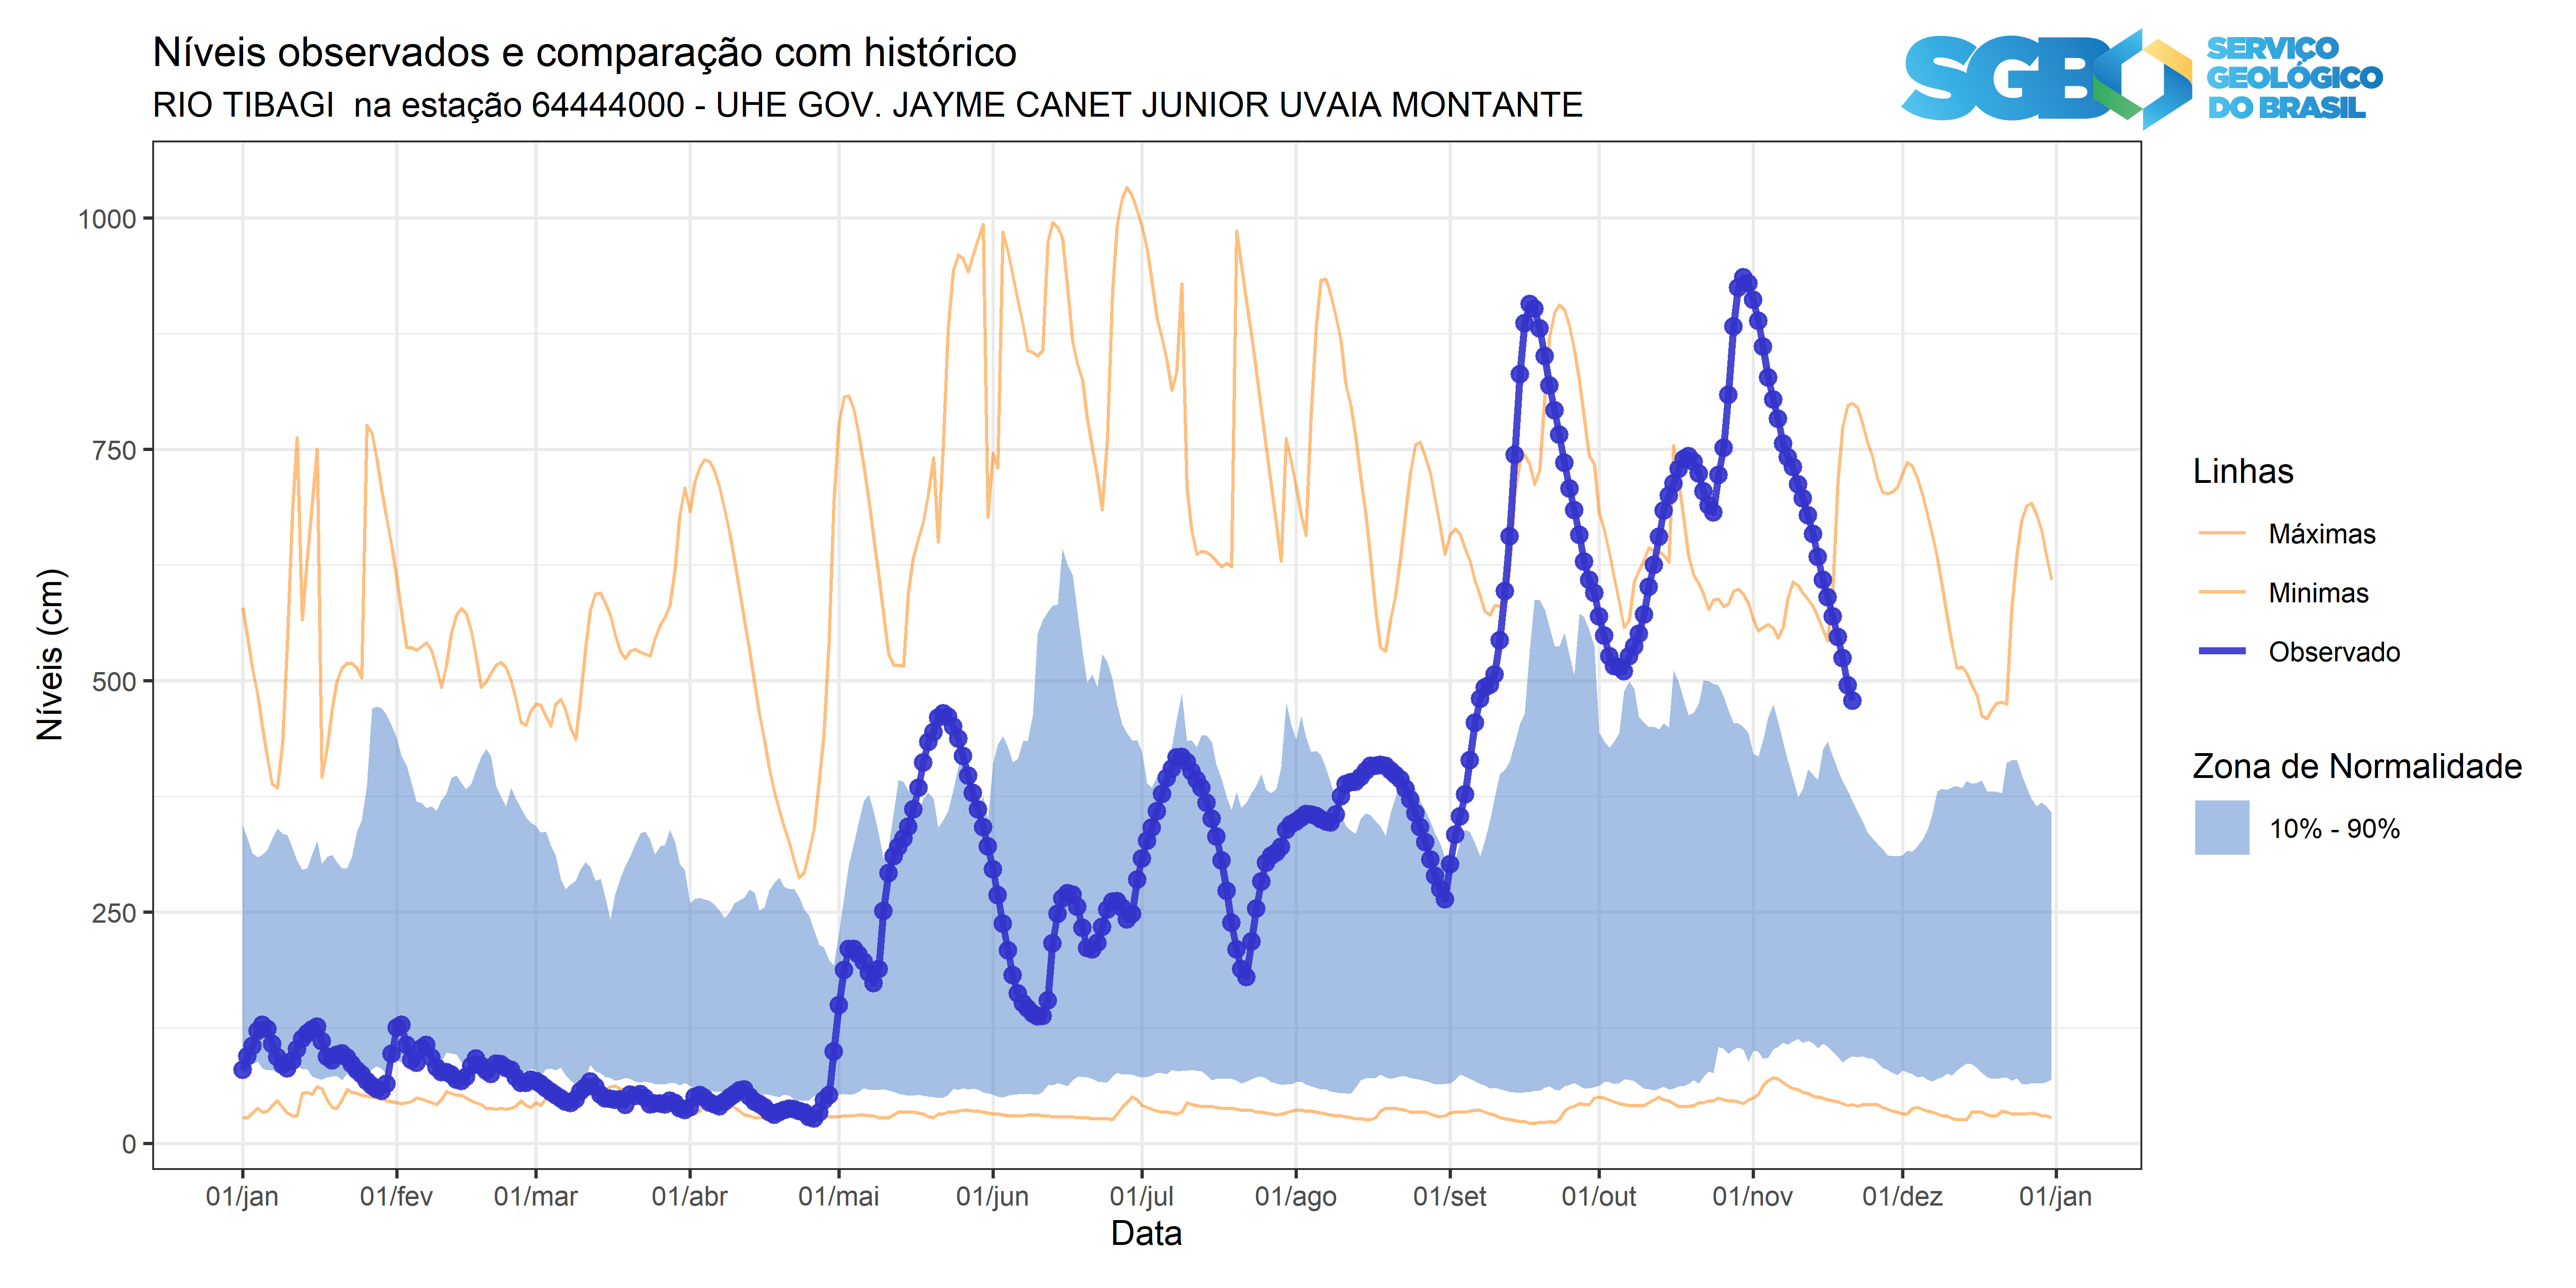 Níveis observados e comparação com histórico
RIO TIBAGI  na estação 64444000 - UHE GOV. JAYME CANET JUNIOR UVAIA MONTANTE
SGB
SERVIÇO
GEOLÓGICO
DO BRASIL
Níveis (cm)
1000
750
500
250
0
01/jan 01/fev 01/mar 01/abr 01/mai 01/jun 01/jul 01/ago 01/set 01/out 01/nov 01/dez 01/jan
Data
Linhas
Máximas
Minimas
Observado
Zona de Normalidade
10% - 90%